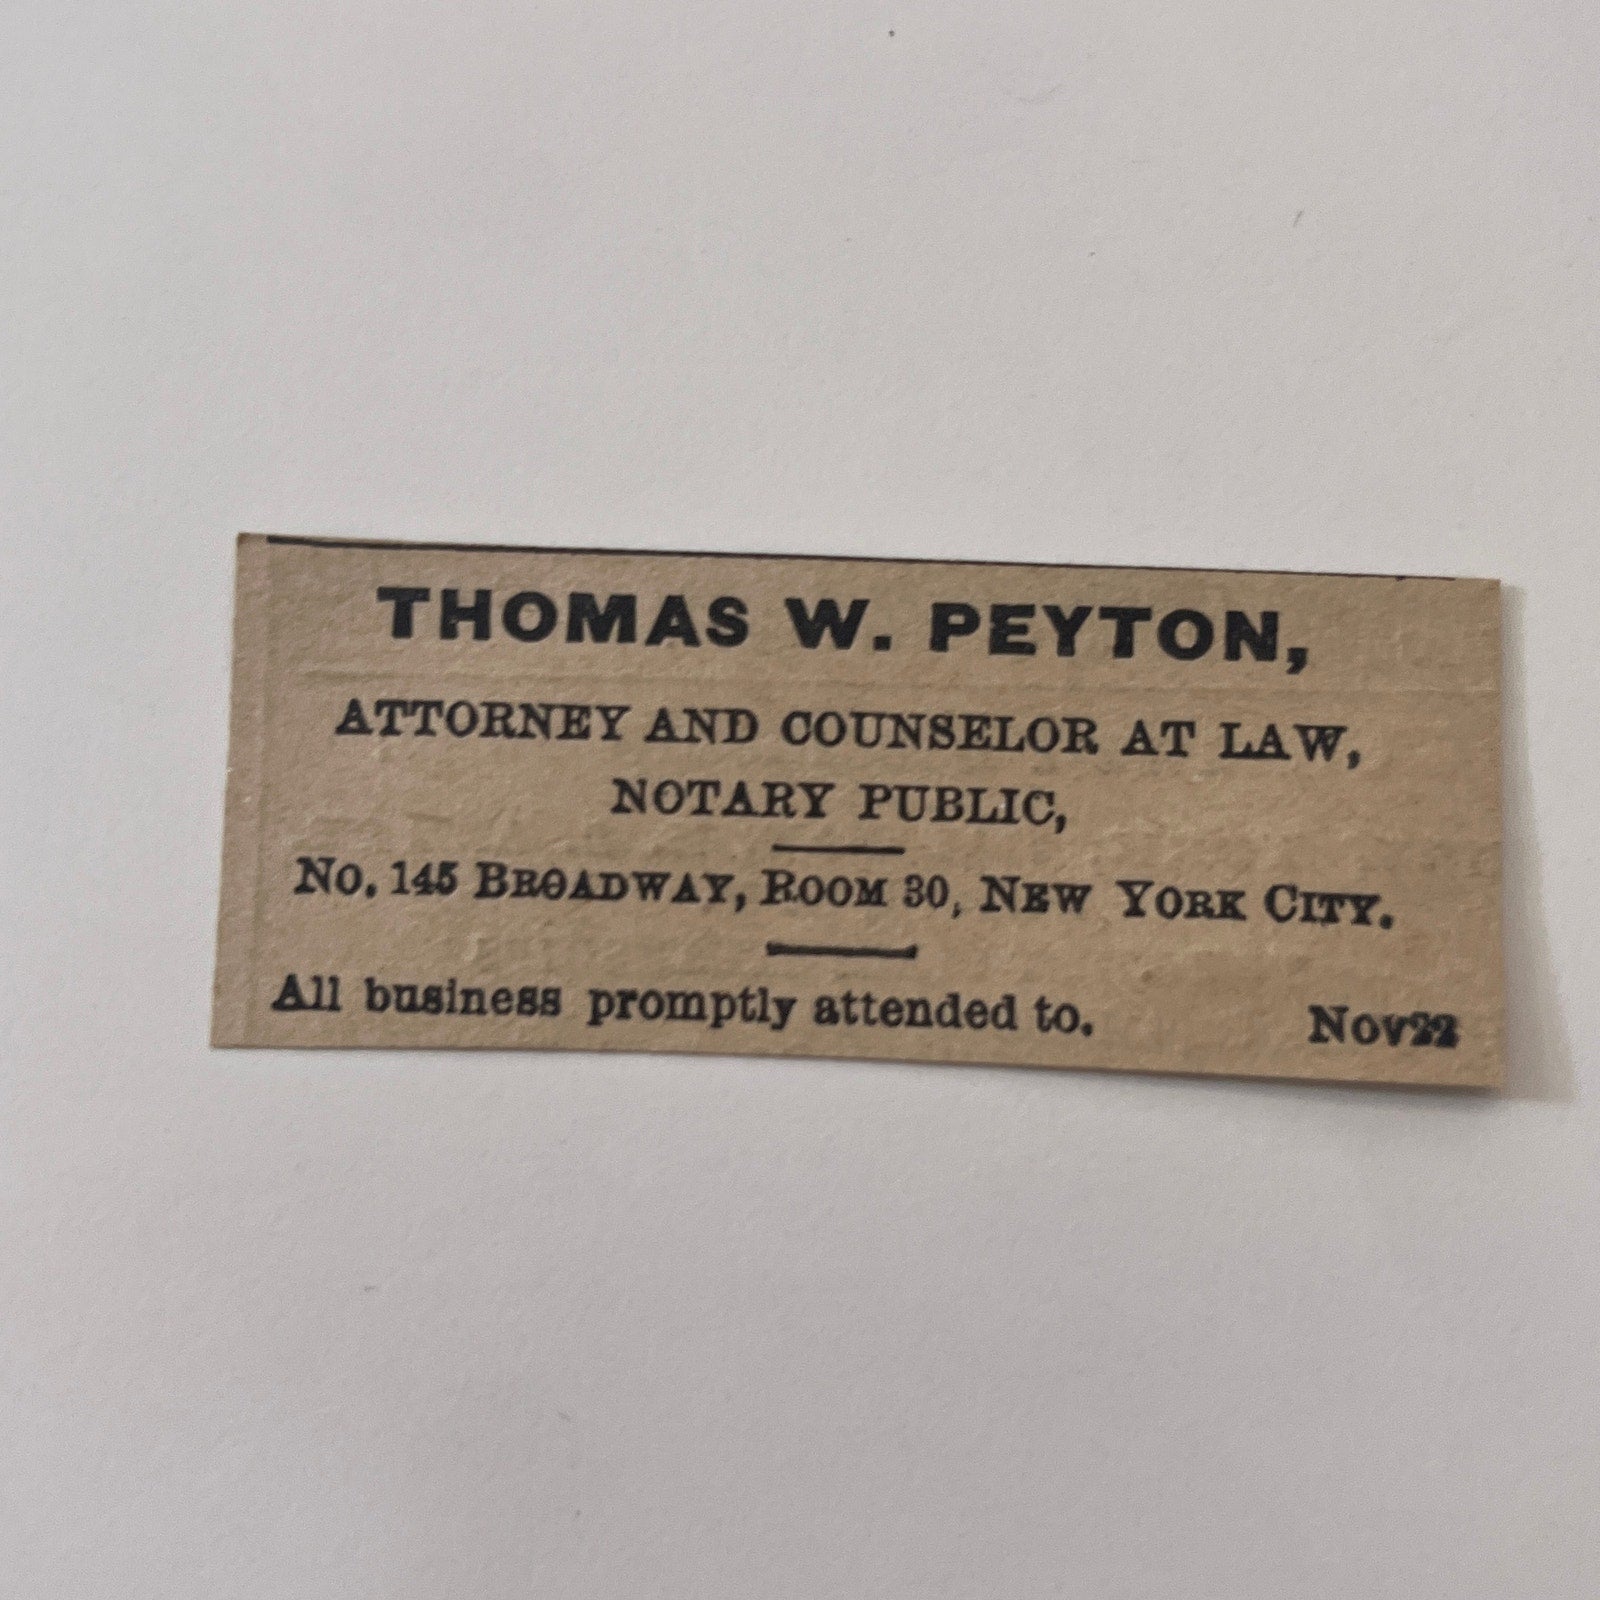 THOMAS W. PEYTON,
ATTORNEY AND COUNSELOR AT LAW,
NOTARY PUBLIC,
No. 145 BROADWAY, ROOM 30, NEW YORK CITY.
All business promptly attended to. Nov22